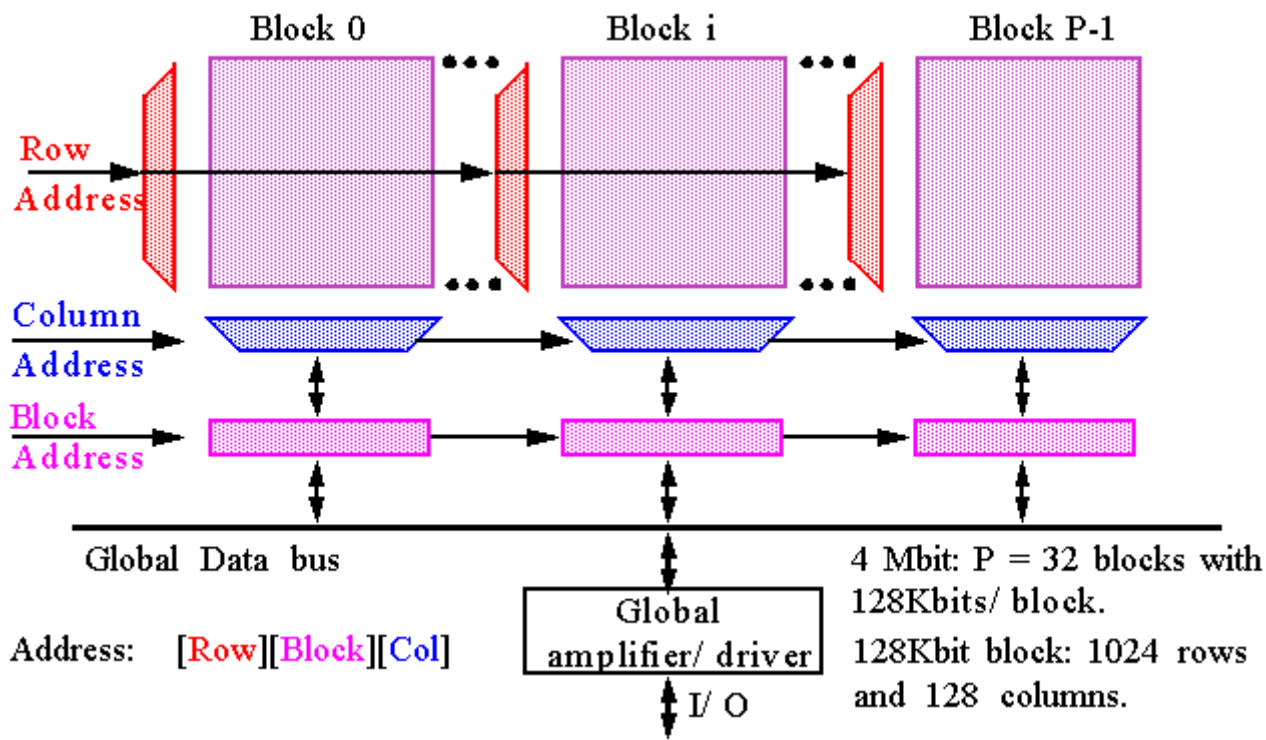 Block 0
Block i
Block P-1
Row
Address
Column
Address
Block
Address
Global Data bus
4 Mbit: P = 32 blocks with
128Kbits/ block.
128Kbit block: 1024 rows
and 128 columns.
Global
amplifier/ driver
Address: [Row][Block][Col]
I/ O